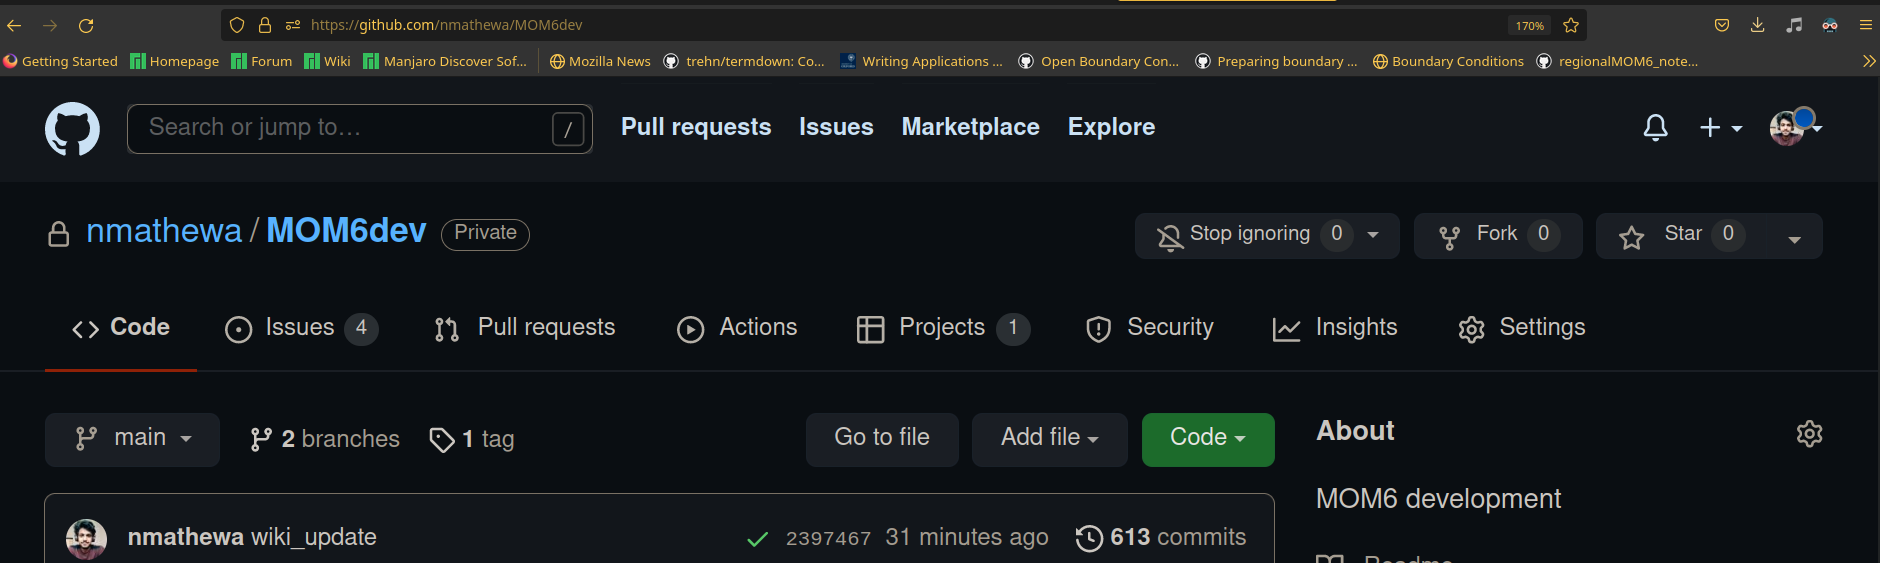 https://github.com/nmathewa/MOM6dev 170%
Getting Started Homepage Forum Wiki Manjaro Discover Sof... Mozilla News trehn/termdown: Co... Writing Applications ... Open Boundary Con... Preparing boundary ... Boundary Conditions regionalMOM6_note...
Search or jump to... / Pull requests Issues Marketplace Explore
nmathewa / MOM6dev Private Stop ignoring 0 Fork 0 Star 0
Code Issues 4 Pull requests Actions Projects 1 Security Insights Settings
main 2 branches 1 tag Go to file Add file Code About
MOM6 development
nmathewa wiki_update 2397467 31 minutes ago 613 commits
Readme